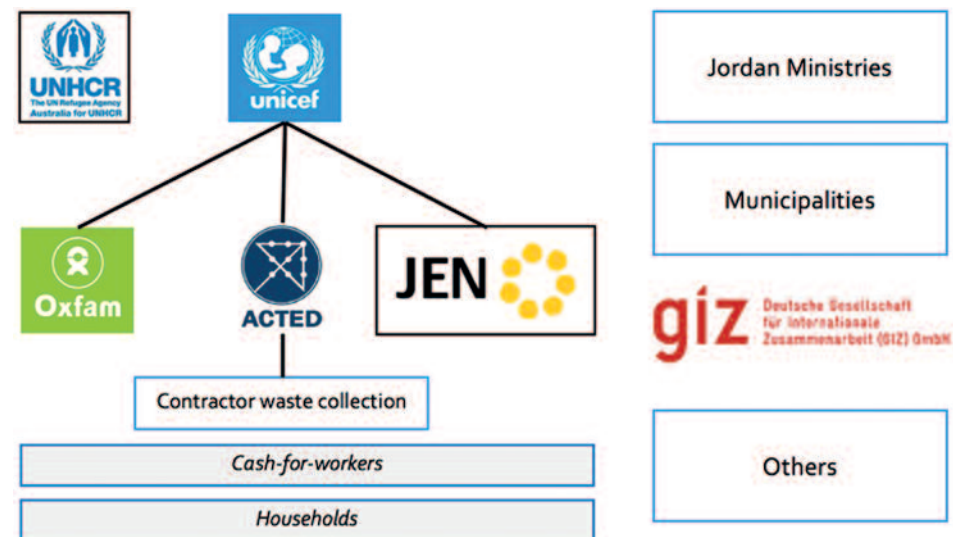 UNHCR
The UN Refugee Agency
Australia for UNHCR
unicef
Jordan Ministries
Municipalities
Oxfam
ACTED
JEN
giz
Deutsche Gesellschaft
für Internationale
Zusammenarbeit (GIZ) GmbH
Contractor waste collection
Cash-for-workers
Households
Others